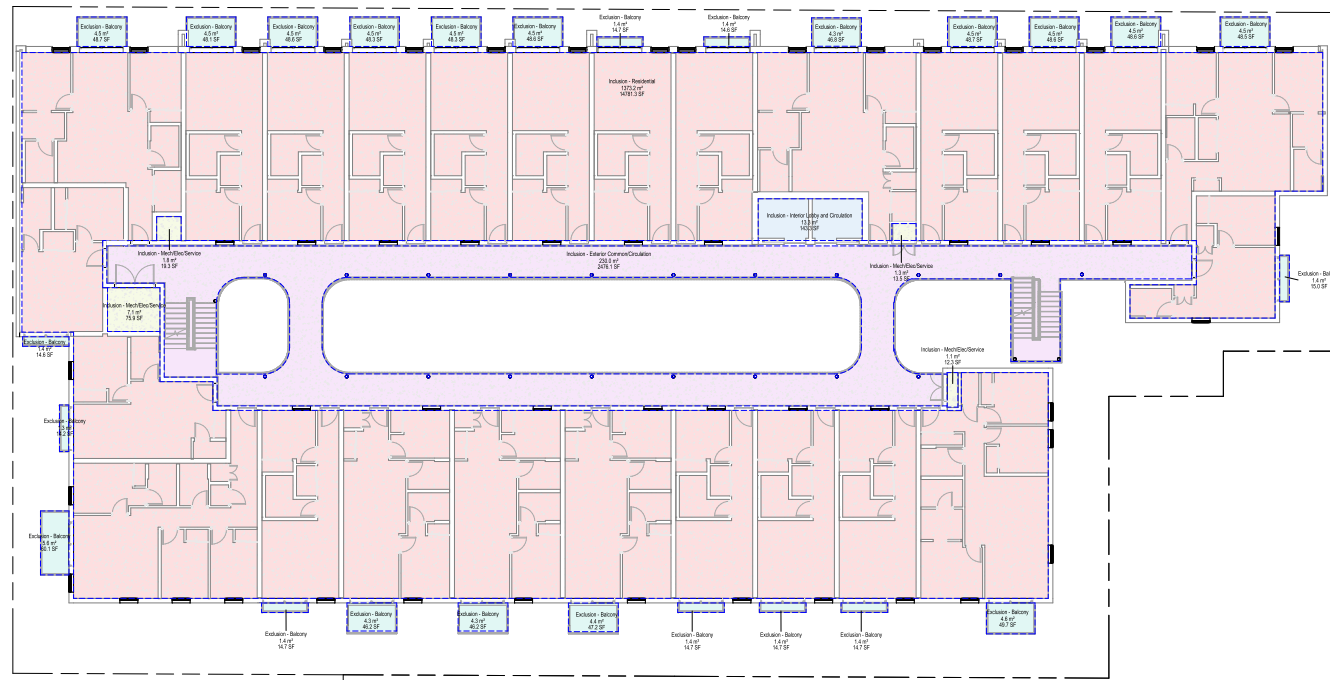 Exclusion - Balcony
4.5 m²
48.7 SF
Exclusion - Balcony
4.5 m²
48.1 SF
Exclusion - Balcony
4.5 m²
48.6 SF
Exclusion - Balcony
4.5 m²
48.3 SF
Exclusion - Balcony
4.5 m²
48.3 SF
Exclusion - Balcony
4.5 m²
48.6 SF
Exclusion - Balcony
1.4 m²
14.7 SF
Exclusion - Balcony
1.4 m²
14.6 SF
Exclusion - Balcony
4.3 m²
46.8 SF
Exclusion - Balcony
4.5 m²
48.7 SF
Exclusion - Balcony
4.5 m²
48.6 SF
Exclusion - Balcony
4.5 m²
48.6 SF
Exclusion - Balcony
4.5 m²
48.5 SF
Inclusion - Residential
1373.2 m²
14781.3 SF
Inclusion - Interior Lobby and Circulation
13.3 m²
143.3 SF
Inclusion - Mech/Elec/Service
1.8 m²
19.3 SF
Inclusion - Exterior Common/Circulation
230.0 m²
2476.1 SF
Inclusion - Mech/Elec/Service
1.3 m²
13.5 SF
Exclusion - Bal
1.4 m²
15.0 SF
Inclusion - Mech/Elec/Service
7.1 m²
75.9 SF
Exclusion - Balcony
1.4 m²
14.6 SF
Inclusion - Mech/Elec/Service
1.1 m²
12.3 SF
Exclusion - Balcony
1.3 m²
14.2 SF
Exclusion - Balcony
5.6 m²
60.1 SF
Exclusion - Balcony
1.4 m²
14.7 SF
Exclusion - Balcony
4.3 m²
46.2 SF
Exclusion - Balcony
4.3 m²
46.2 SF
Exclusion - Balcony
4.4 m²
47.2 SF
Exclusion - Balcony
1.4 m²
14.7 SF
Exclusion - Balcony
1.4 m²
14.7 SF
Exclusion - Balcony
1.4 m²
14.7 SF
Exclusion - Balcony
4.6 m²
49.7 SF